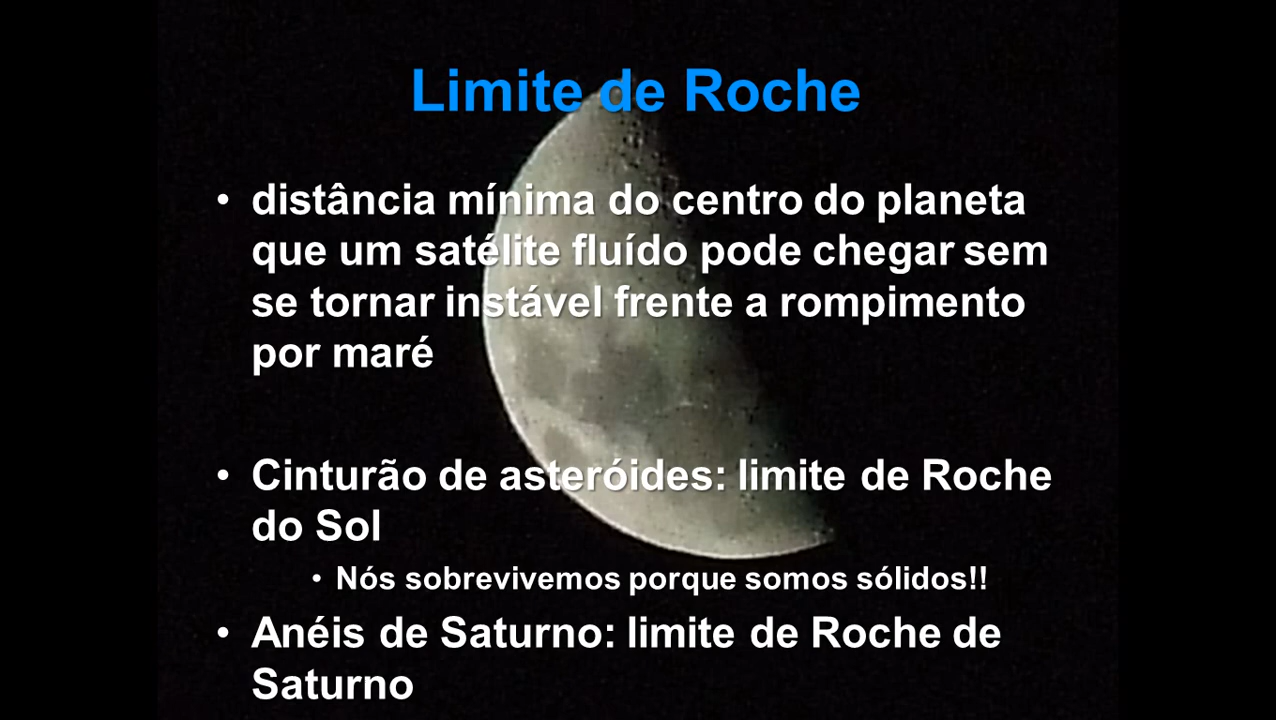 Limite de Roche
• distância mínima do centro do planeta
que um satélite fluído pode chegar sem
se tornar instável frente a rompimento
por maré
• Cinturão de asteróides: limite de Roche
do Sol
• Nós sobrevivemos porque somos sólidos!!
• Anéis de Saturno: limite de Roche de
Saturno